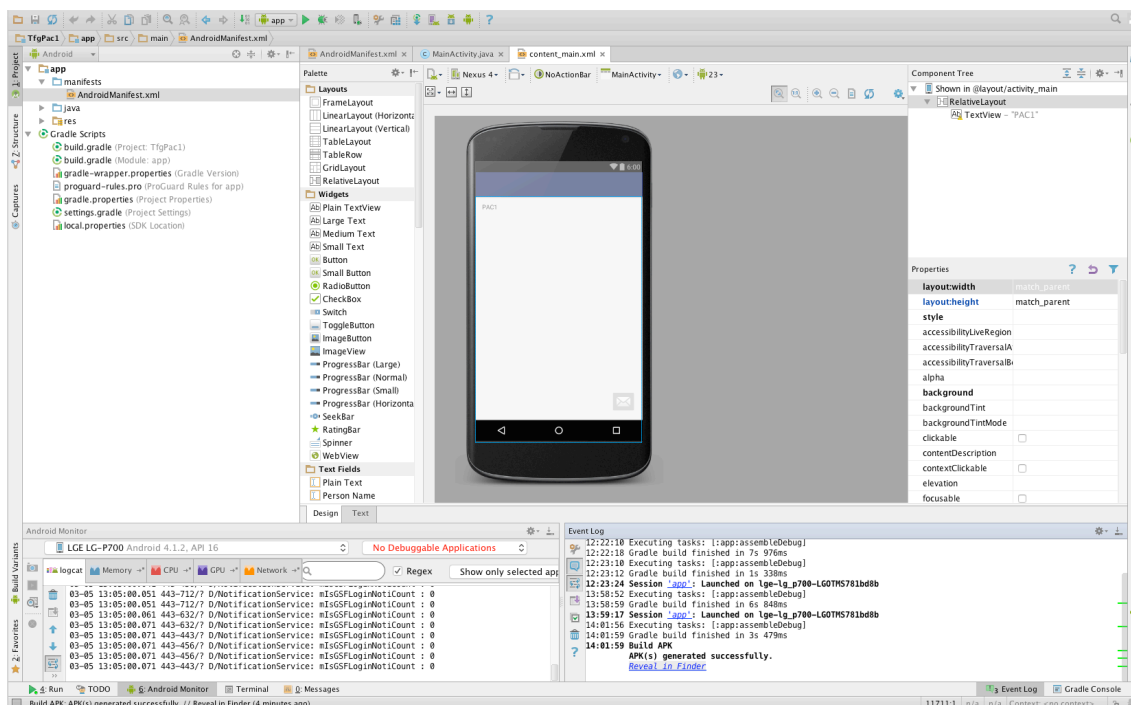 app
TfgPac1 app src main AndroidManifest.xml
1: Project
Z: Structure
Captures
Build Variants
2: Favorites
Android
app
manifests
AndroidManifest.xml
java
res
Gradle Scripts
build.gradle (Project: TfgPac1)
build.gradle (Module: app)
gradle-wrapper.properties (Gradle Version)
proguard-rules.pro (ProGuard Rules for app)
gradle.properties (Project Properties)
settings.gradle (Project Settings)
local.properties (SDK Location)
AndroidManifest.xml × MainActivity.java × content_main.xml ×
Palette
Layouts
FrameLayout
LinearLayout (Horizonta
LinearLayout (Vertical)
TableLayout
TableRow
GridLayout
RelativeLayout
Widgets
Plain TextView
Large Text
Medium Text
Small Text
Button
Small Button
RadioButton
CheckBox
Switch
ToggleButton
ImageButton
ImageView
ProgressBar (Large)
ProgressBar (Normal)
ProgressBar (Small)
ProgressBar (Horizonta
SeekBar
RatingBar
Spinner
WebView
Text Fields
Plain Text
Person Name
Nexus 4 NoActionBar MainActivity 23
6:00
PAC1
Design Text
Component Tree
Shown in @layout/activity_main
RelativeLayout
Ab TextView – "PAC1"
Properties
layout:width match_parent
layout:height match_parent
style
accessibilityLiveRegion
accessibilityTraversalA
accessibilityTraversalB
alpha
background
backgroundTint
backgroundTintMode
clickable
contentDescription
contextClickable
elevation
focusable
Android Monitor
LGE LG-P700 Android 4.1.2, API 16 No Debuggable Applications
logcat Memory CPU GPU Network Regex Show only selected app
03-05 13:05:00.051 443-712/? D/NotificationService: mIsGSFLoginNotiCount : 0
03-05 13:05:00.051 443-712/? D/NotificationService: mIsGSFLoginNotiCount : 0
03-05 13:05:00.061 443-632/? D/NotificationService: mIsGSFLoginNotiCount : 0
03-05 13:05:00.071 443-632/? D/NotificationService: mIsGSFLoginNotiCount : 0
03-05 13:05:00.071 443-443/? D/NotificationService: mIsGSFLoginNotiCount : 0
03-05 13:05:00.071 443-456/? D/NotificationService: mIsGSFLoginNotiCount : 0
03-05 13:05:00.071 443-443/? D/NotificationService: mIsGSFLoginNotiCount : 0
03-05 13:05:00.071 443-456/? D/NotificationService: mIsGSFLoginNotiCount : 0
Event Log
12:22:10 Executing tasks: [:app:assembleDebug]
12:22:18 Gradle build finished in 7s 976ms
12:23:10 Executing tasks: [:app:assembleDebug]
12:23:12 Gradle build finished in 1s 338ms
12:23:24 Session 'app': Launched on lge-lg_p700-LGOTMS781bd8b
13:58:52 Executing tasks: [:app:assembleDebug]
13:58:59 Gradle build finished in 6s 848ms
13:59:17 Session 'app': Launched on lge-lg_p700-LGOTMS781bd8b
14:01:56 Executing tasks: [:app:assembleDebug]
14:01:59 Gradle build finished in 3s 479ms
14:01:59 Build APK
APK(s) generated successfully.
Reveal in Finder
4: Run TODO 6: Android Monitor Terminal 0: Messages 3 Event Log Gradle Console
Build APK: APK(s) generated successfully. // Reveal in Finder (4 minutes ago) 11711:1 n/a n/a Context: <no context>